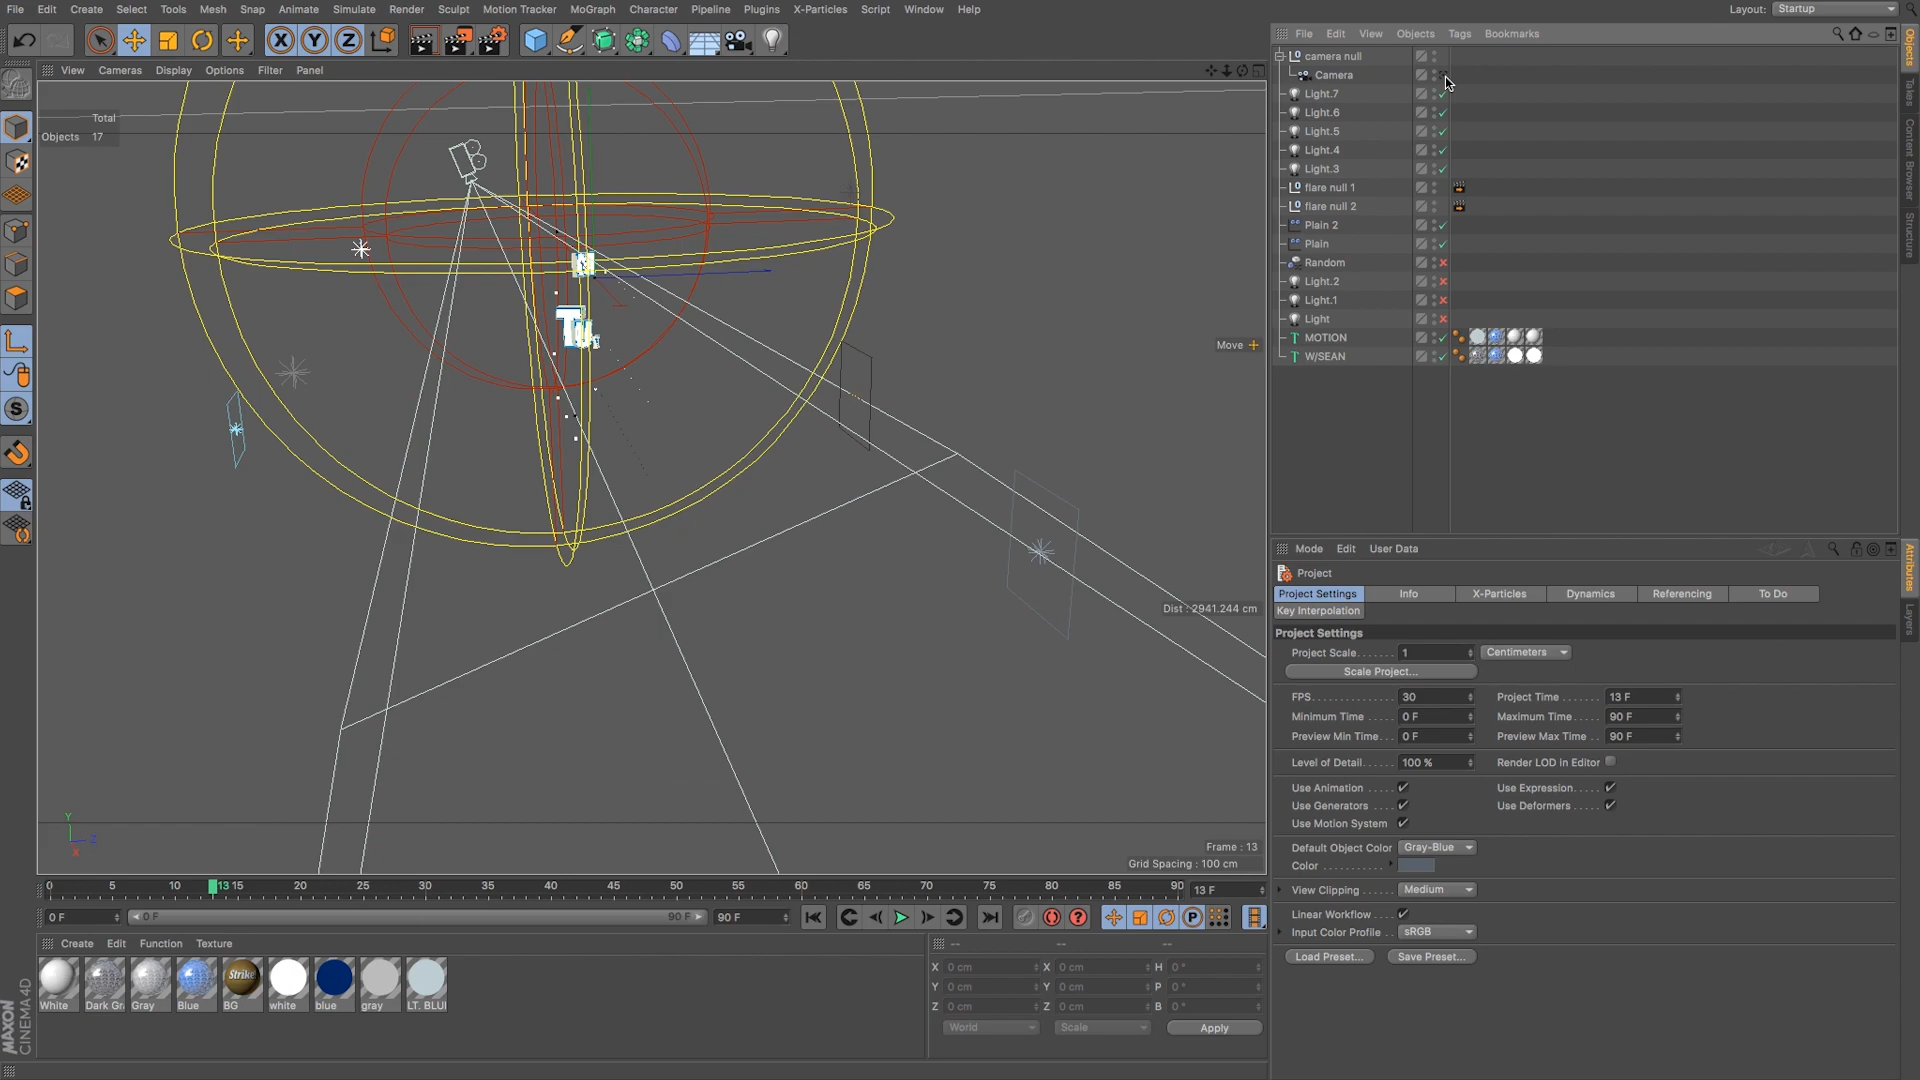 File Edit Create Select Tools Mesh Snap Animate Simulate Render Sculpt Motion Tracker MoGraph Character Pipeline Plugins X-Particles Script Window Help Layout: Startup
File Edit View Objects Tags Bookmarks
View Cameras Display Options Filter Panel
Total
Objects 17
Move
Dist : 2941.244 cm
Frame : 13
Grid Spacing : 100 cm
Y
Z
X
camera null
Camera
Light.7
Light.6
Light.5
Light.4
Light.3
flare null 1
flare null 2
Plain 2
Plain
Random
Light.2
Light.1
Light
MOTION
W/SEAN
Objects
Takes
Content Browser
Structure
Mode Edit User Data
Project
Project Settings Info X-Particles Dynamics Referencing To Do
Key Interpolation
Project Settings
Project Scale....... 1 Centimeters
Scale Project...
FPS............... 30 Project Time ....... 13 F
Minimum Time ..... 0 F Maximum Time..... 90 F
Preview Min Time... 0 F Preview Max Time .. 90 F
Level of Detail...... 100 % Render LOD in Editor
Use Animation .... Use Expression.....
Use Generators .... Use Deformers .....
Use Motion System
Default Object Color Gray-Blue
Color ............
View Clipping ....... Medium
Linear Workflow ....
Input Color Profile .. sRGB
Load Preset... Save Preset...
Attributes
Layers
0 5 10 13 15 20 25 30 35 40 45 50 55 60 65 70 75 80 85 90 13 F
0 F 0 F 90 F 90 F
Create Edit Function Texture
White Dark Gr Gray Blue BG white blue gray LT. BLUE
Strike
-- -- --
X 0 cm X 0 cm H 0 °
Y 0 cm Y 0 cm P 0 °
Z 0 cm Z 0 cm B 0 °
World Scale Apply
MAXON
CINEMA 4D